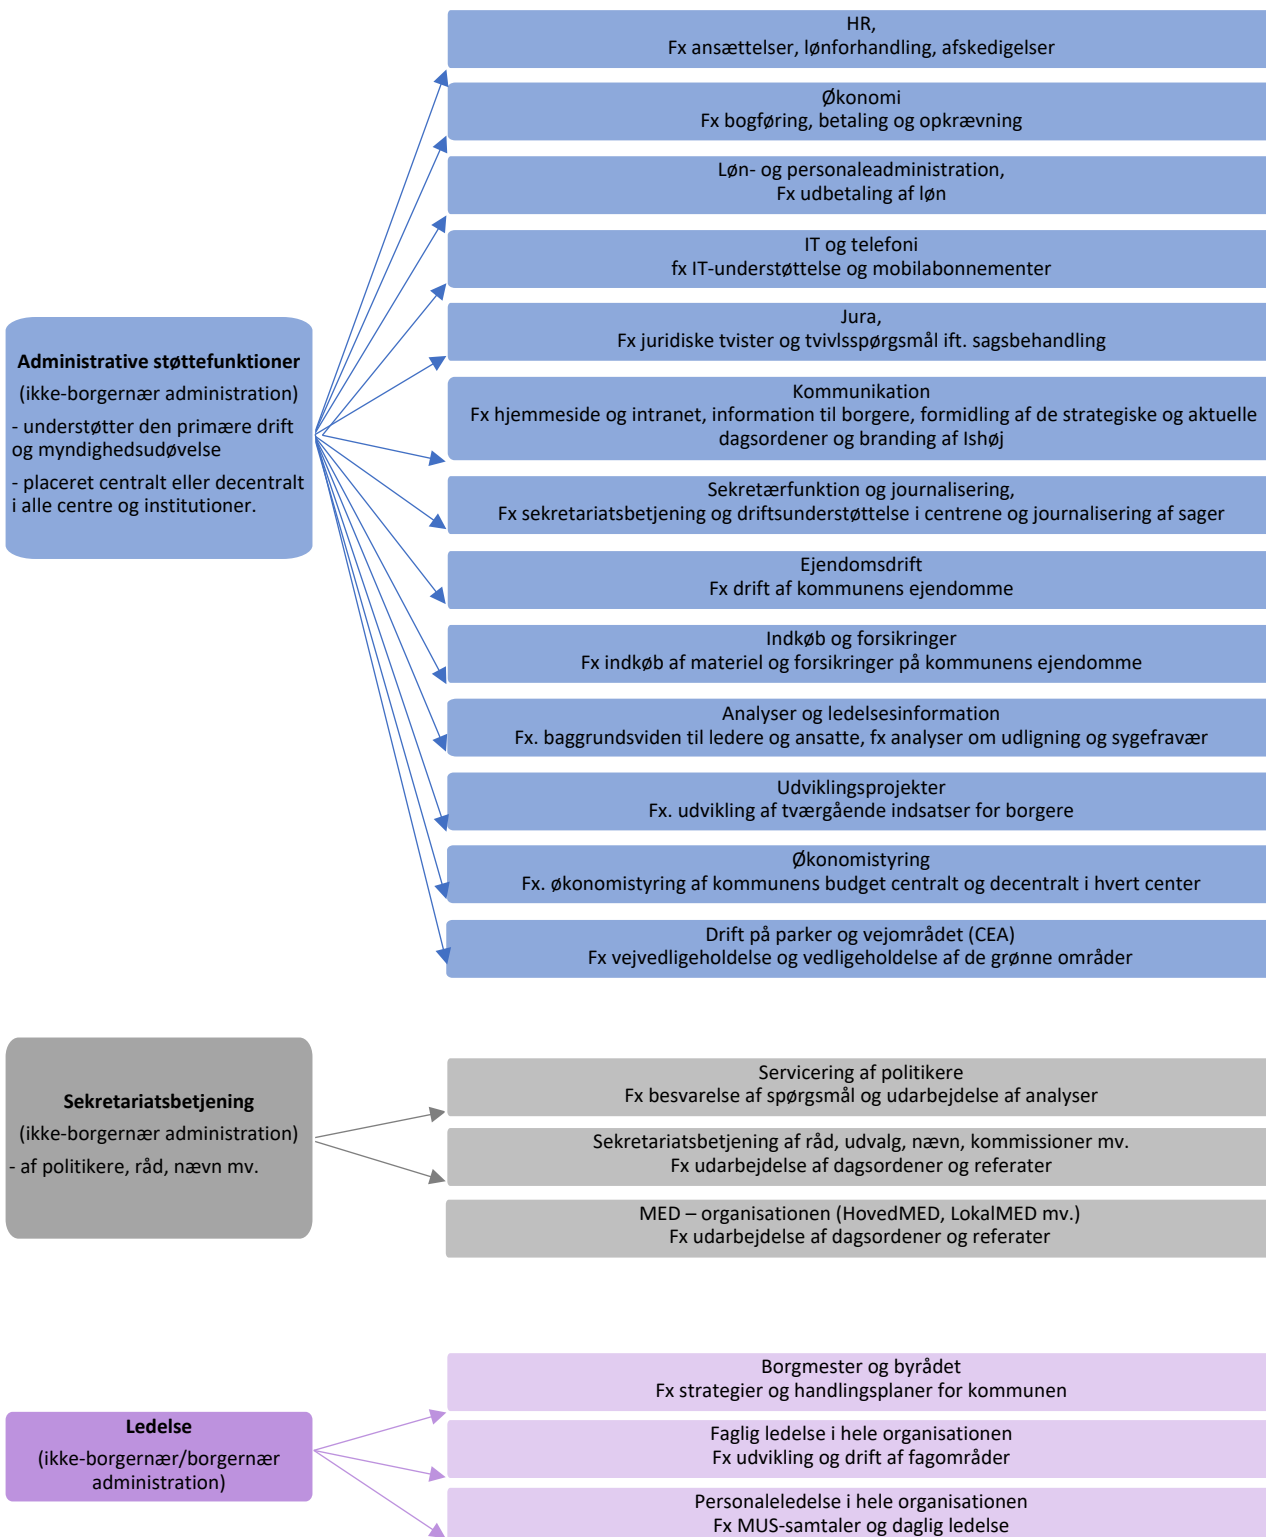 HR,
Fx ansættelser, lønforhandling, afskedigelser
Økonomi
Fx bogføring, betaling og opkrævning
Løn- og personaleadministration,
Fx udbetaling af løn
IT og telefoni
fx IT-understøttelse og mobilabonnementer
Jura,
Fx juridiske tvister og tvivlsspørgsmål ift. sagsbehandling
Administrative støttefunktioner
(ikke-borgernær administration)
- understøtter den primære drift
og myndighedsudøvelse
- placeret centralt eller decentralt
i alle centre og institutioner.
Kommunikation
Fx hjemmeside og intranet, information til borgere, formidling af de strategiske og aktuelle
dagsordener og branding af Ishøj
Sekretærfunktion og journalisering,
Fx sekretariatsbetjening og driftsunderstøttelse i centrene og journalisering af sager
Ejendomsdrift
Fx drift af kommunens ejendomme
Indkøb og forsikringer
Fx indkøb af materiel og forsikringer på kommunens ejendomme
Analyser og ledelsesinformation
Fx. baggrundsviden til ledere og ansatte, fx analyser om udligning og sygefravær
Udviklingsprojekter
Fx. udvikling af tværgående indsatser for borgere
Økonomistyring
Fx. økonomistyring af kommunens budget centralt og decentralt i hvert center
Drift på parker og vejområdet (CEA)
Fx vejvedligeholdelse og vedligeholdelse af de grønne områder
Sekretariatsbetjening
(ikke-borgernær administration)
- af politikere, råd, nævn mv.
Servicering af politikere
Fx besvarelse af spørgsmål og udarbejdelse af analyser
Sekretariatsbetjening af råd, udvalg, nævn, kommissioner mv.
Fx udarbejdelse af dagsordener og referater
MED – organisationen (HovedMED, LokalMED mv.)
Fx udarbejdelse af dagsordener og referater
Ledelse
(ikke-borgernær/borgernær
administration)
Borgmester og byrådet
Fx strategier og handlingsplaner for kommunen
Faglig ledelse i hele organisationen
Fx udvikling og drift af fagområder
Personaleledelse i hele organisationen
Fx MUS-samtaler og daglig ledelse